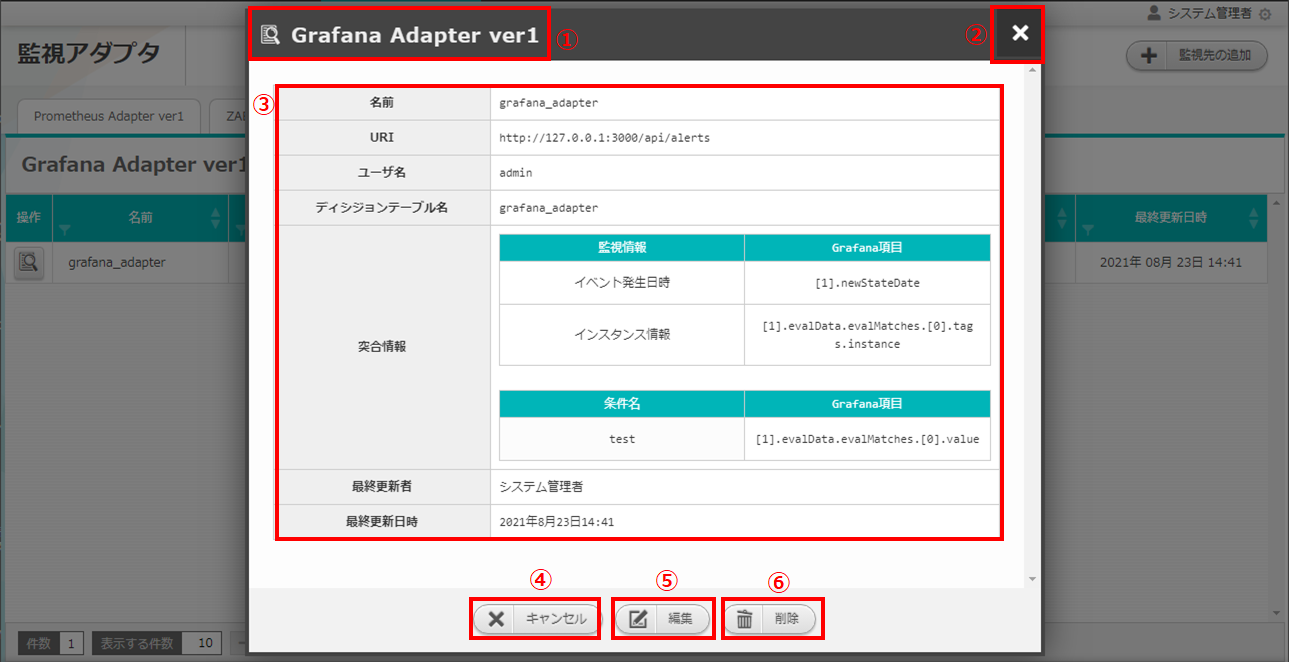 システム管理者
監視アダプタ
監視先の追加
Prometheus Adapter ver1
ZAB
Grafana Adapter ver1
操作
名前
最終更新日時
grafana_adapter
2021年 08月 23日 14:41
件数 1
表示する件数 10
Grafana Adapter ver1
①
②
③
名前 grafana_adapter
URI http://127.0.0.1:3000/api/alerts
ユーザ名 admin
ディシジョンテーブル名 grafana_adapter
突合情報
監視情報 Grafana項目
イベント発生日時 [1].newStateDate
インスタンス情報 [1].evalData.evalMatches.[0].tag
s.instance
条件名 Grafana項目
test [1].evalData.evalMatches.[0].value
最終更新者 システム管理者
最終更新日時 2021年8月23日14:41
④ ⑤ ⑥
キャンセル 編集 削除